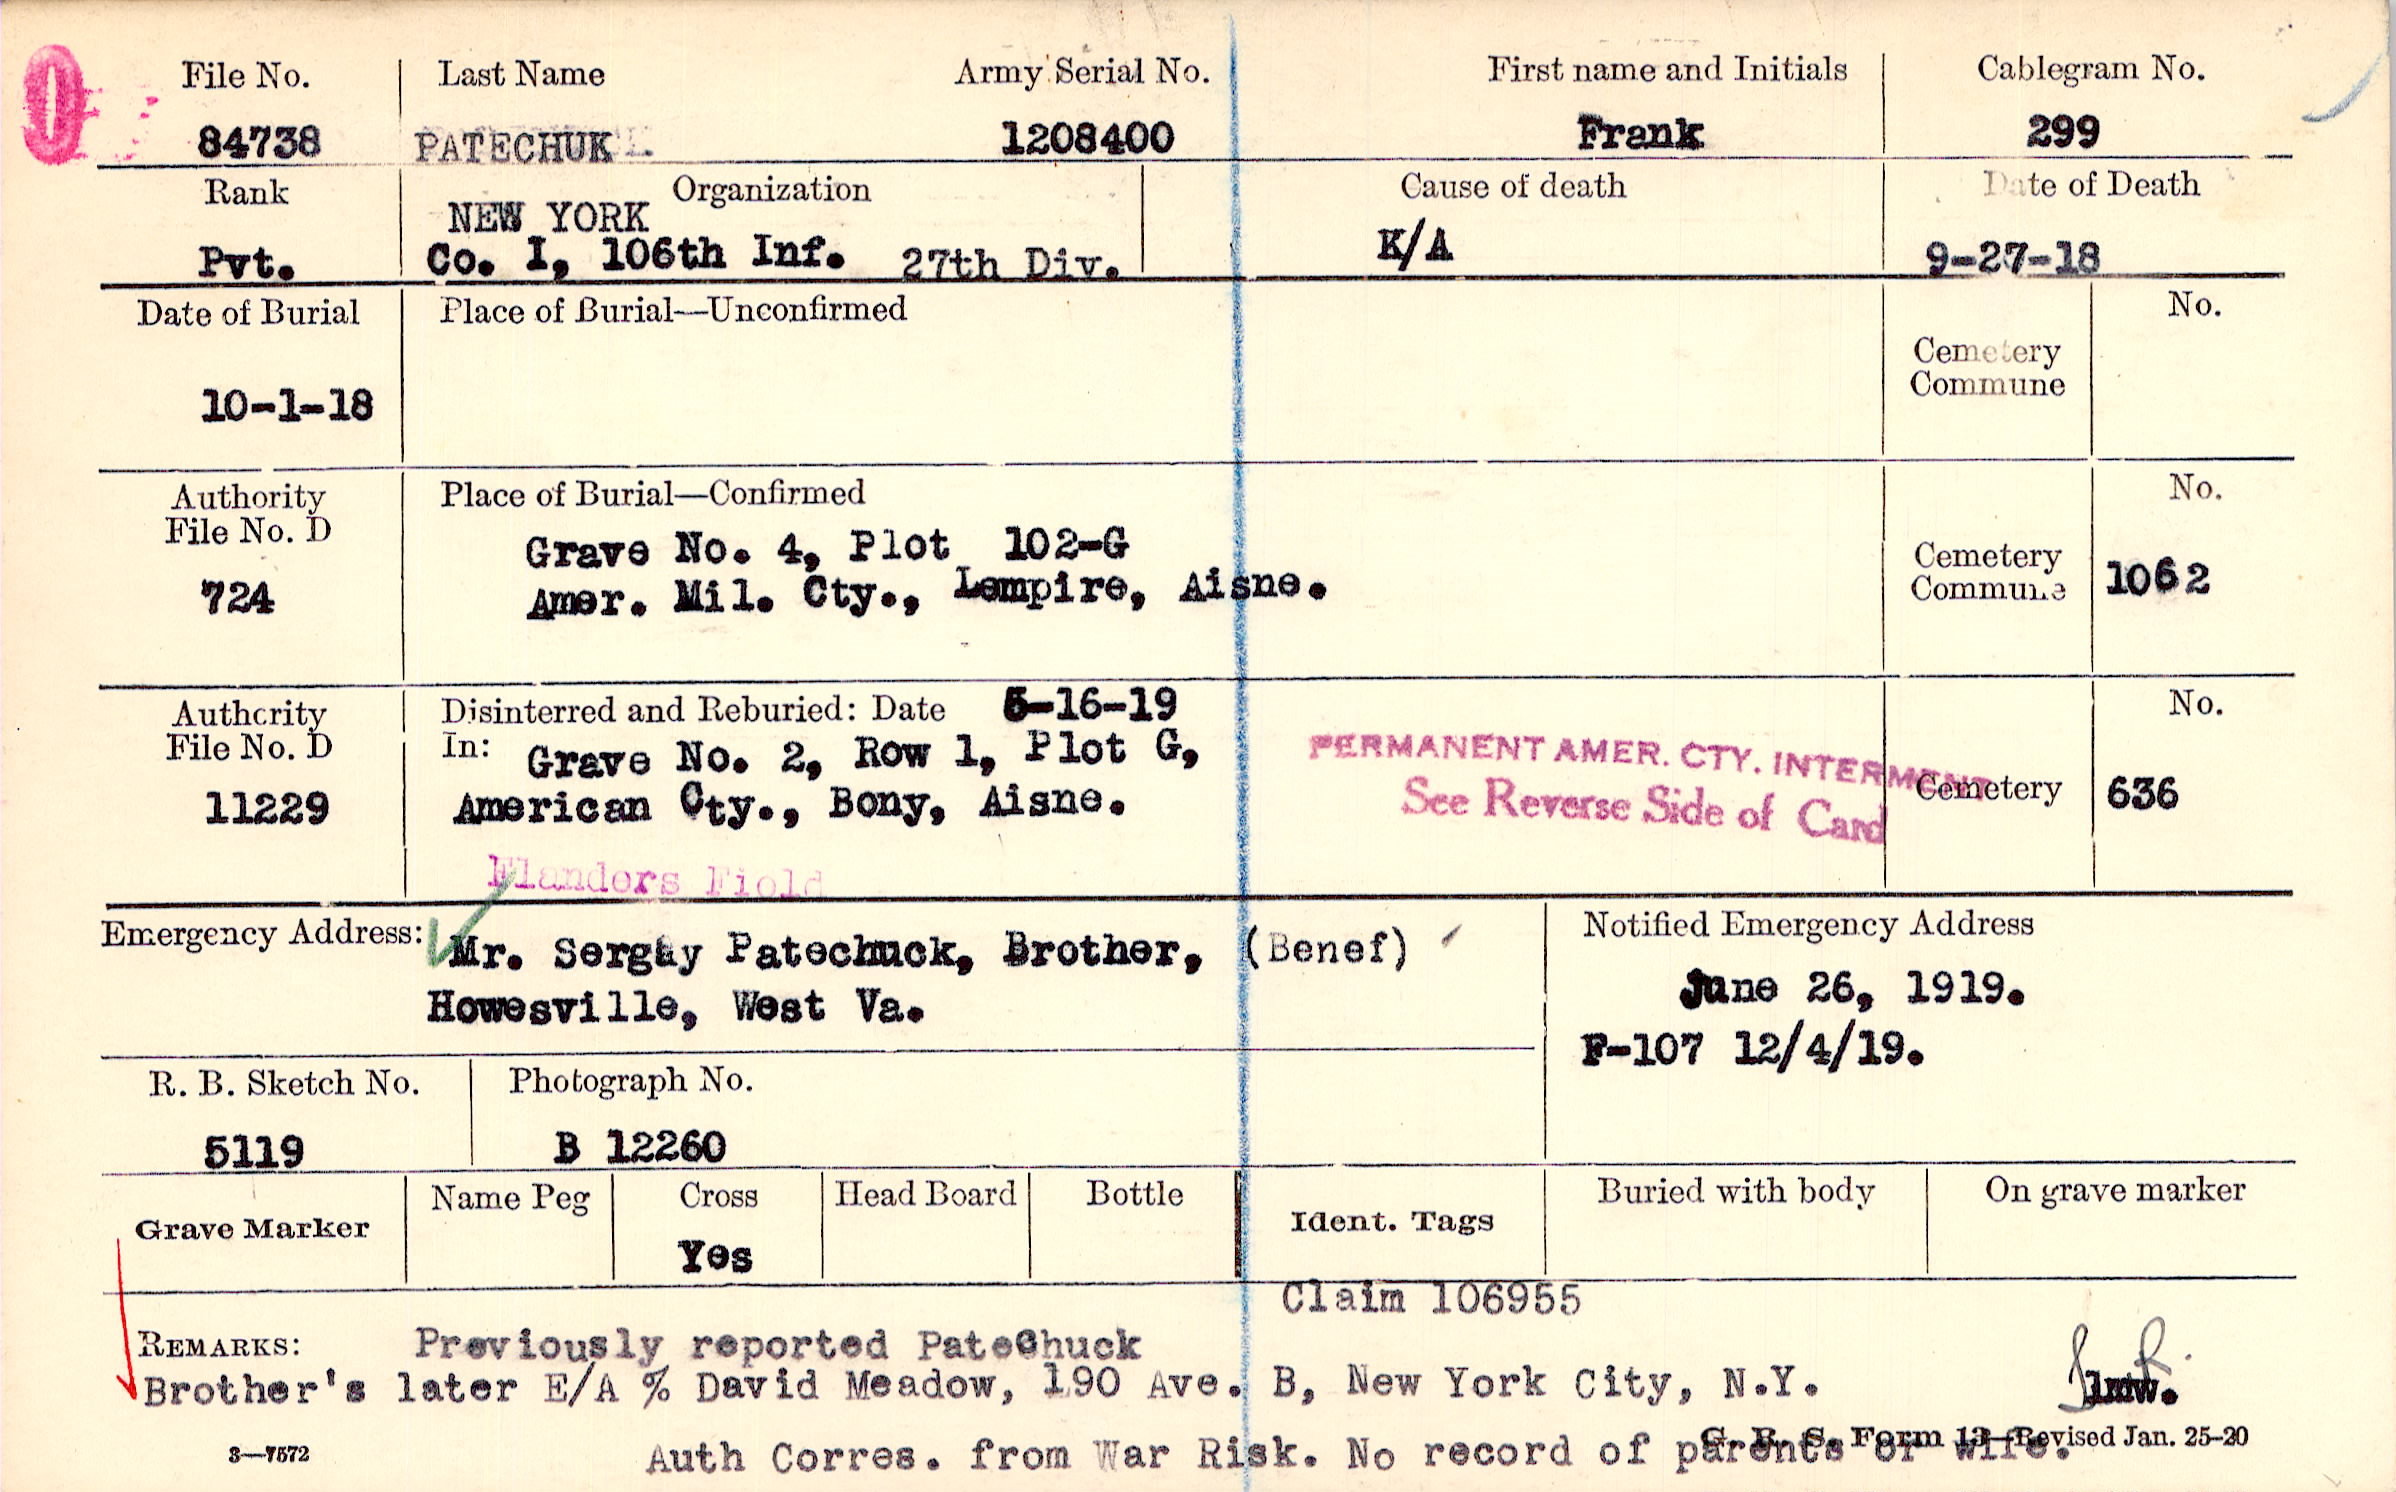 File No. Last Name Army Serial No. First name and Initials Cablegram No.
84738 PATECHUK 1208400 Frank 299
Rank Organization Cause of death Date of Death
NEW YORK
Pvt. Co. I, 106th Inf. 27th Div. K/A 9-27-18
Date of Burial Place of Burial—Unconfirmed No.
Cemetery
Commune
10-1-18
Authority Place of Burial—Confirmed No.
File No. D
Grave No. 4, Plot 102-G Cemetery
724 Amer. Mil. Cty., Lempire, Aisne. Commune 1062
Authority Disinterred and Reburied: Date 5-16-19 No.
File No. D In: Grave No. 2, Row 1, Plot G, PERMANENT AMER. CTY. INTERMENT
11229 American Cty., Bony, Aisne. See Reverse Side of Card Cemetery 636
Flanders Field
Emergency Address: Mr. Sergay Patechuck, Brother, (Benef) Notified Emergency Address
Howesville, West Va. June 26, 1919.
F-107 12/4/19.
R. B. Sketch No. Photograph No.
5119 B 12260
Grave Marker Name Peg Cross Head Board Bottle Ident. Tags Buried with body On grave marker
Yes
Claim 106955
REMARKS: Previously reported PateChuck
Brother's later E/A % David Meadow, 190 Ave. B, New York City, N.Y. lmw.
3—7572 G. R. S. Form 13—Revised Jan. 25-20
Auth Corres. from War Risk. No record of parents or wife.